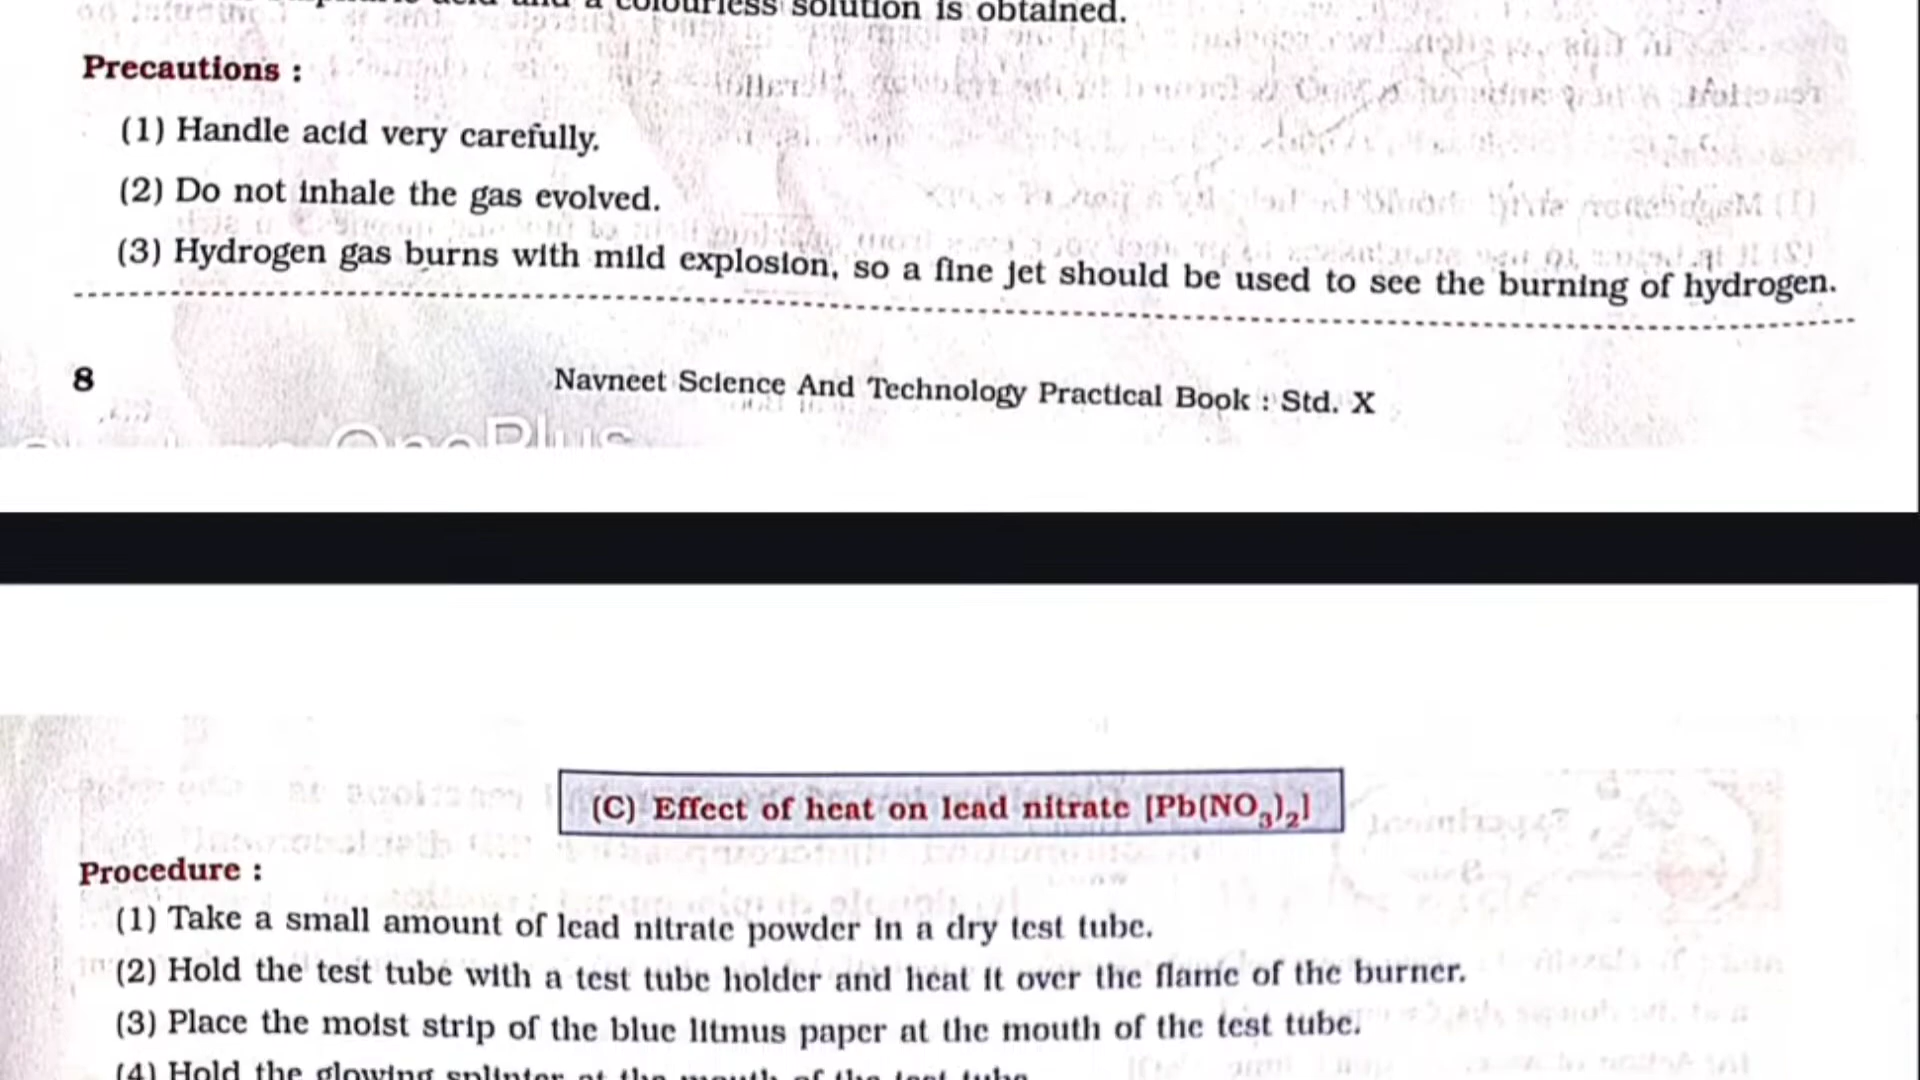 acid and a colourless solution is obtained.
Precautions :
(1) Handle acid very carefully.
(2) Do not inhale the gas evolved.
(3) Hydrogen gas burns with mild explosion, so a fine jet should be used to see the burning of hydrogen.
8 Navneet Science And Technology Practical Book : Std. X
OnePlus
(C) Effect of heat on lead nitrate [Pb(NO₃)₂]
Procedure :
(1) Take a small amount of lead nitrate powder in a dry test tube.
(2) Hold the test tube with a test tube holder and heat it over the flame of the burner.
(3) Place the moist strip of the blue litmus paper at the mouth of the test tube.
(4) Hold the glowing splinter at the mouth of the test tube